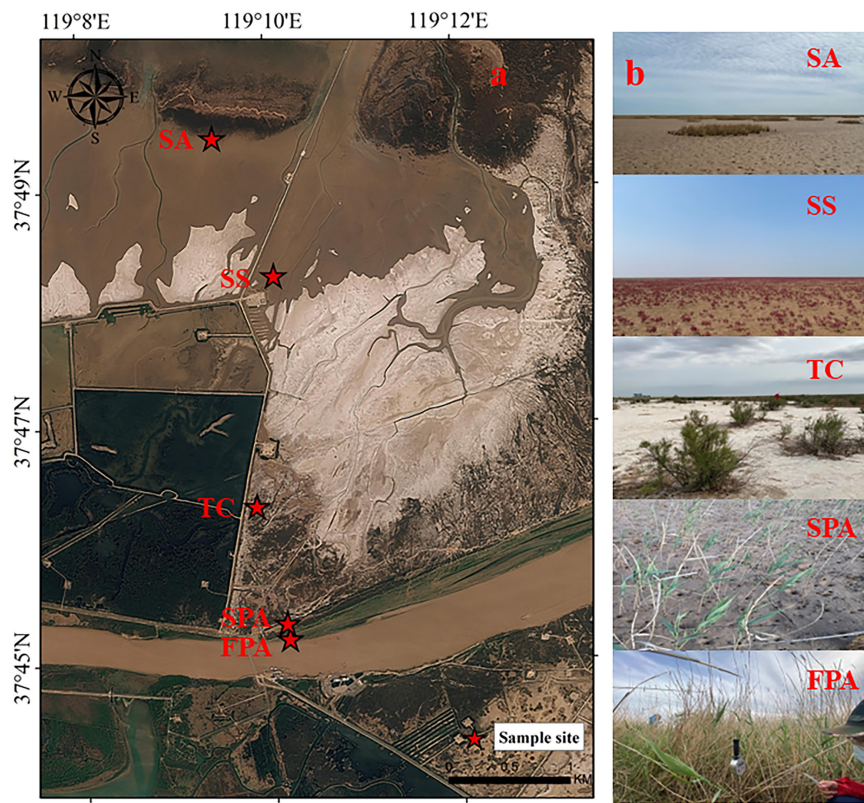 119°8'E
119°10'E
119°12'E
a
N
W
E
S
37°49'N
37°47'N
37°45'N
SA
SS
TC
SPA
FPA
Sample site
0
0.5
1
KM
b
SA
SS
TC
SPA
FPA